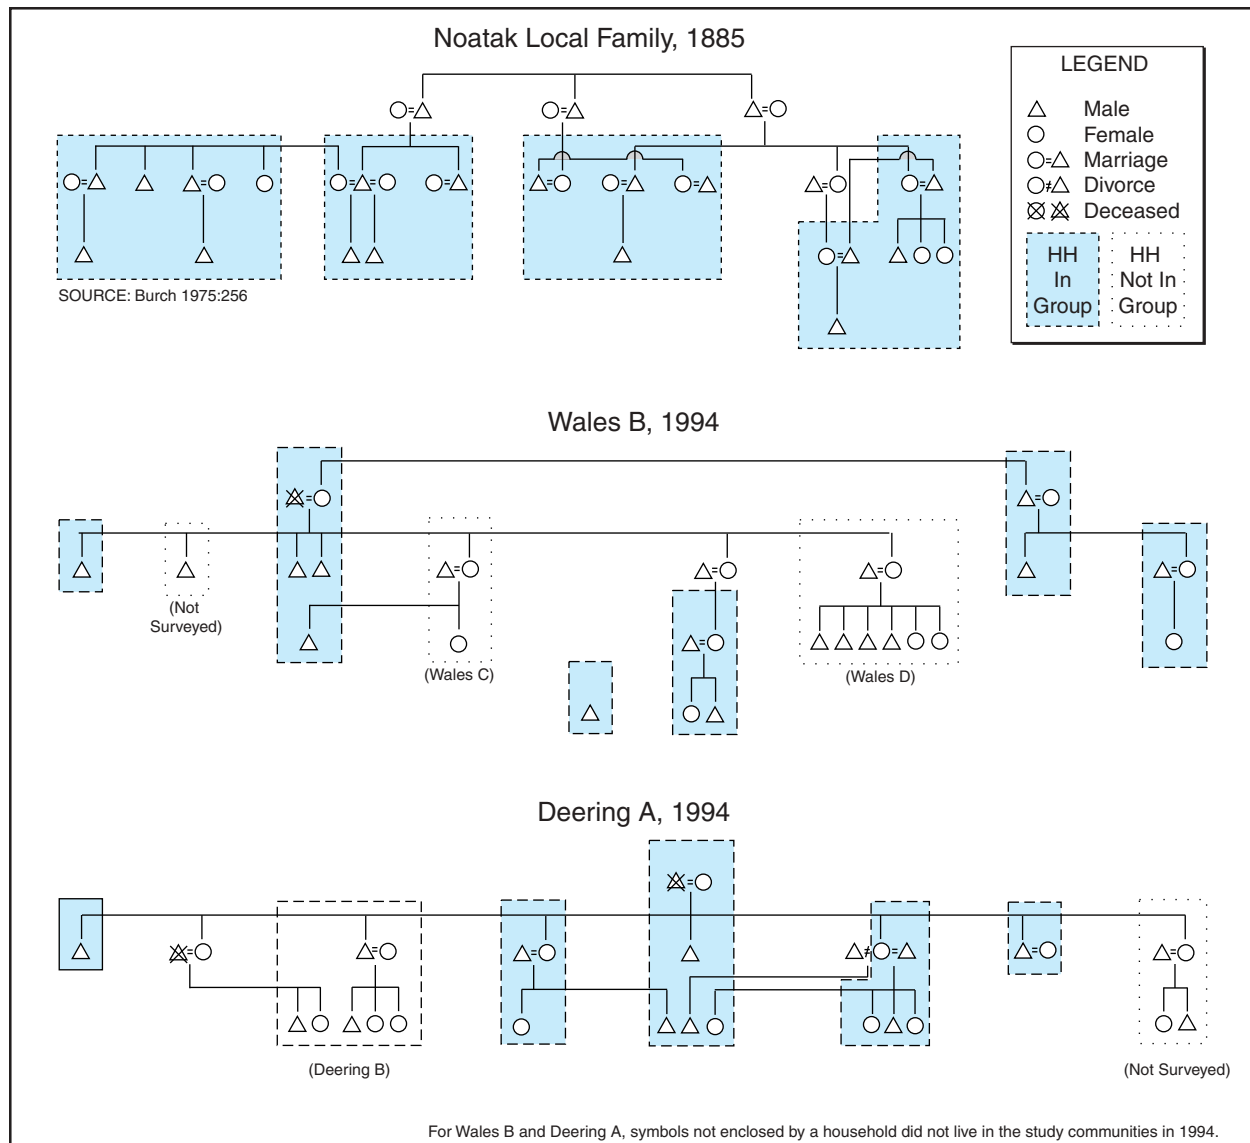 Noatak Local Family, 1885
LEGEND
Male
Female
Marriage
Divorce
Deceased
HH
In
Group
HH
Not In
Group
SOURCE: Burch 1975:256
Wales B, 1994
(Not
Surveyed)
(Wales C)
(Wales D)
Deering A, 1994
(Deering B)
(Not Surveyed)
For Wales B and Deering A, symbols not enclosed by a household did not live in the study communities in 1994.